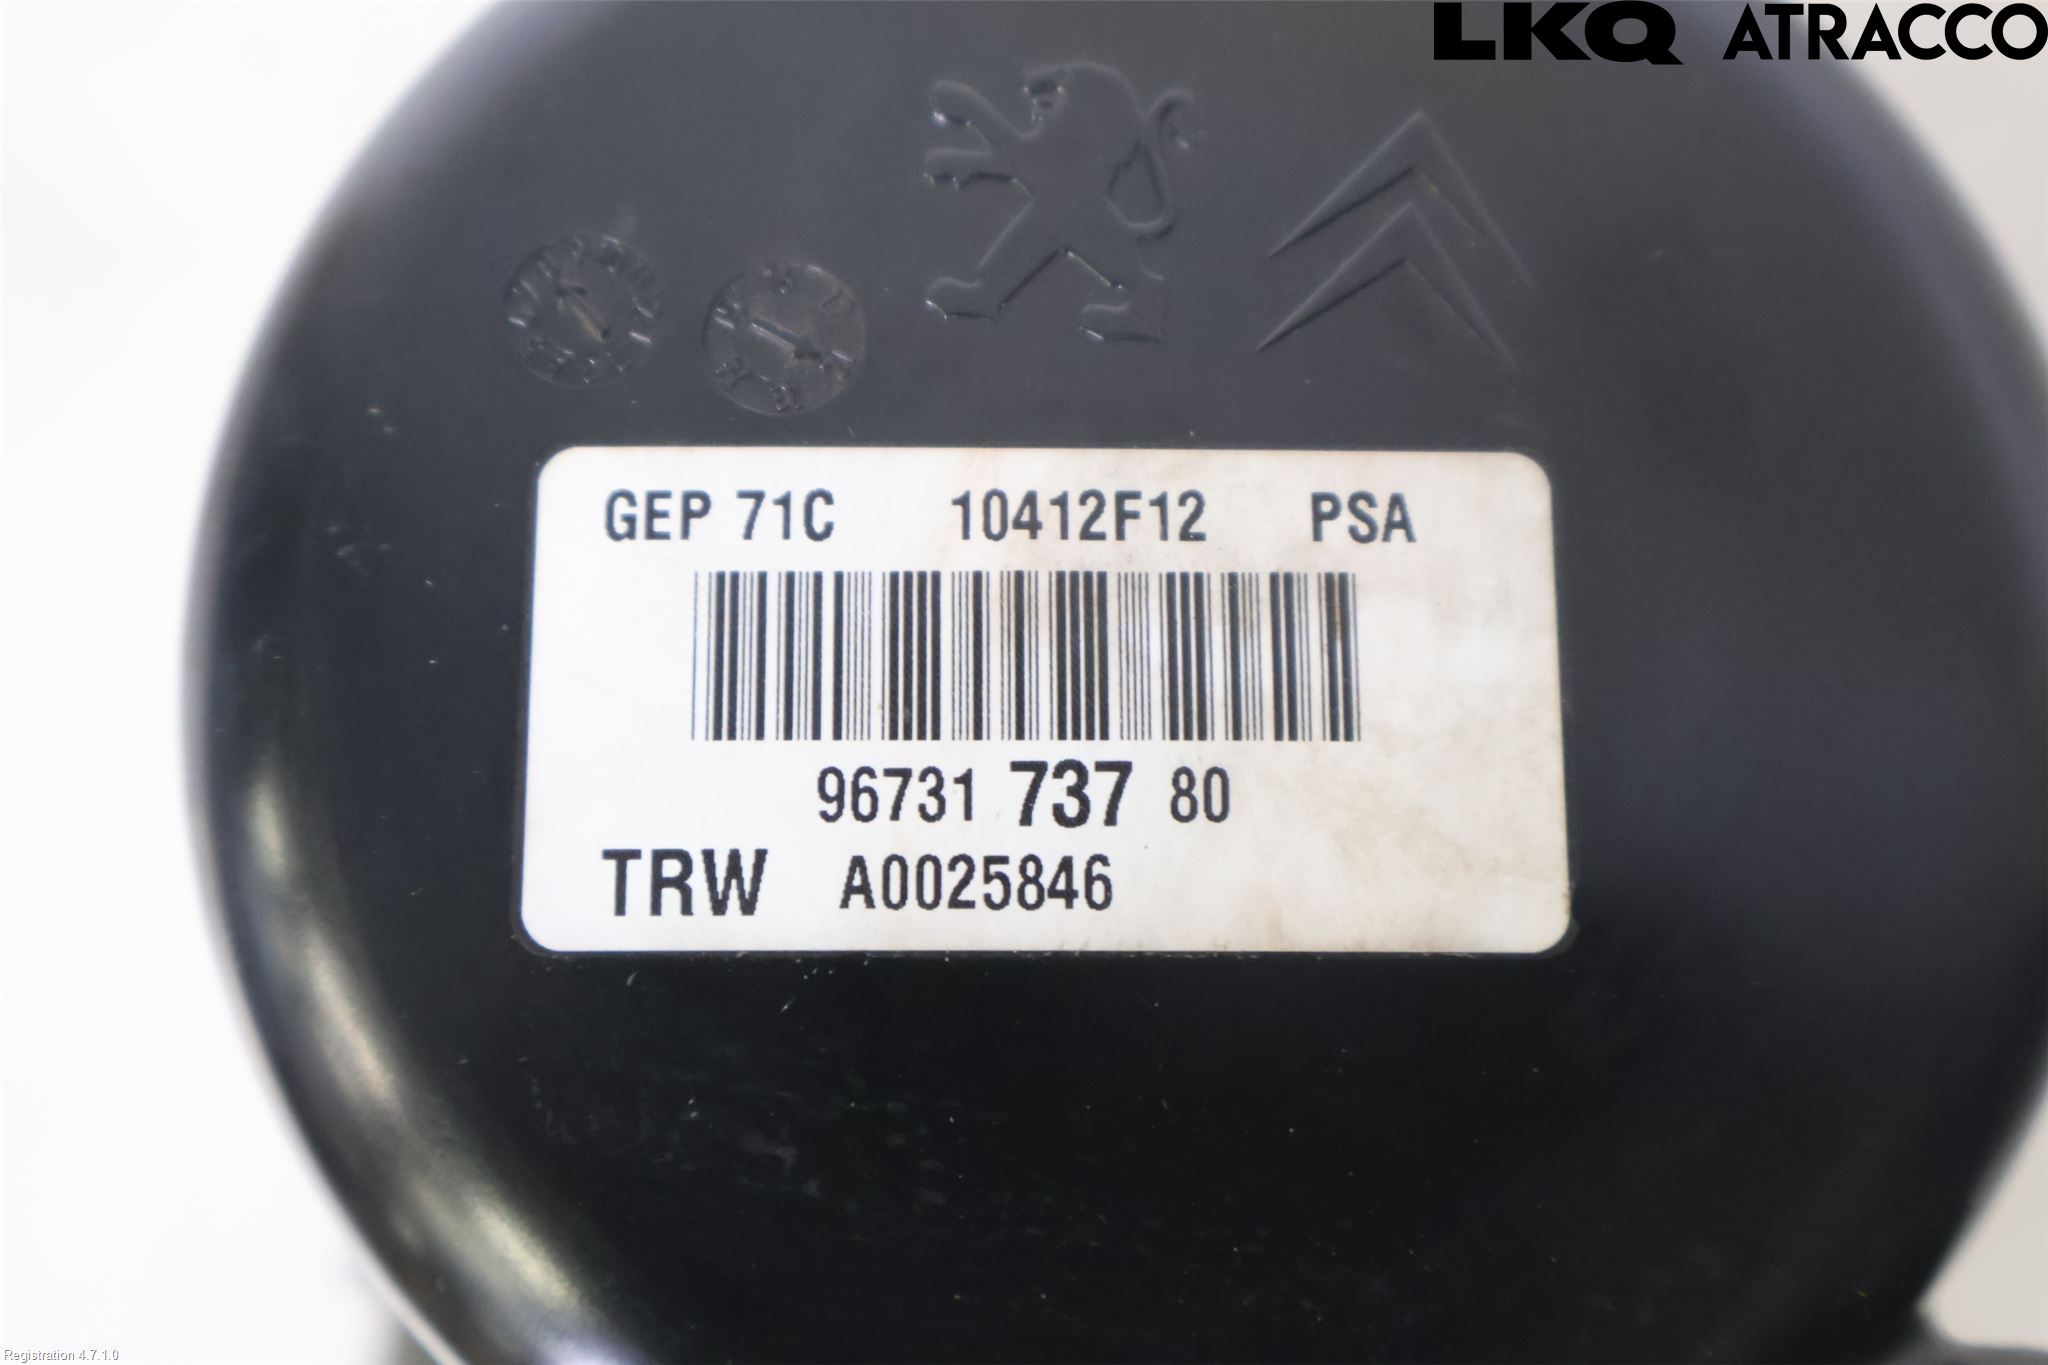 LKQ ATRACCO
GEP 71C 10412F12 PSA
96731 737 80
TRW A0025846
Registration 4.7.1.0